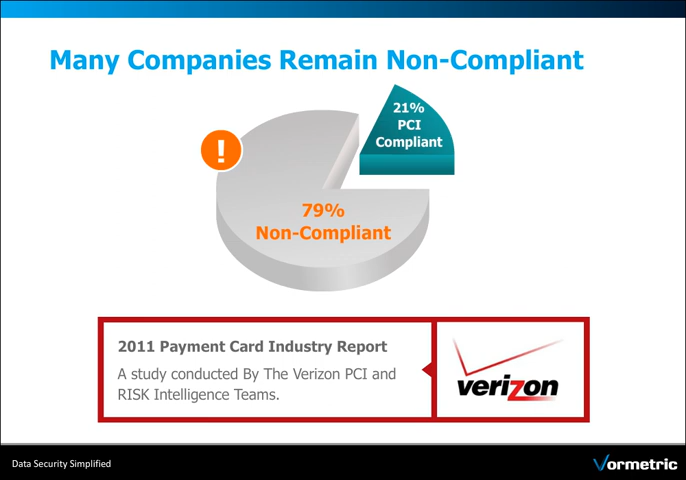 Many Companies Remain Non-Compliant
21%
PCI
Compliant
!
79%
Non-Compliant
2011 Payment Card Industry Report
A study conducted By The Verizon PCI and
RISK Intelligence Teams.
verizon
Data Security Simplified
Vormetric